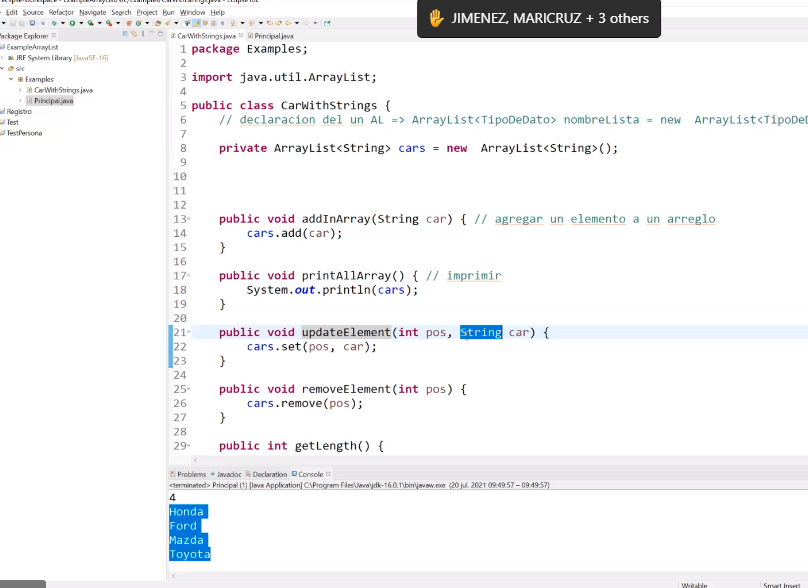 JIMENEZ, MARICRUZ + 3 others
Edit Source Refactor Navigate Search Project Run Window Help
Package Explorer
CarWithStrings.java
Principal.java
ExampleArrayList
JRE System Library [JavaSE-16]
src
Examples
CarWithStrings.java
Principal.java
Registro
Test
TestPersona
1 package Examples;
2
3 import java.util.ArrayList;
4
5 public class CarWithStrings {
6 // declaracion del un AL => ArrayList<TipoDeDato> nombreLista = new ArrayList<TipoDeD
7
8 private ArrayList<String> cars = new ArrayList<String>();
9
10
11
12
13 public void addInArray(String car) { // agregar un elemento a un arreglo
14 cars.add(car);
15 }
16
17 public void printAllArray() { // imprimir
18 System.out.println(cars);
19 }
20
21 public void updateElement(int pos, String car) {
22 cars.set(pos, car);
23 }
24
25 public void removeElement(int pos) {
26 cars.remove(pos);
27 }
28
29 public int getLength() {
Problems Javadoc Declaration Console
<terminated> Principal (1) [Java Application] C:\Program Files\Java\jdk-16.0.1\bin\javaw.exe (20 jul. 2021 09:49:57 – 09:49:57)
4
Honda
Ford
Mazda
Toyota
Writable
Smart Insert